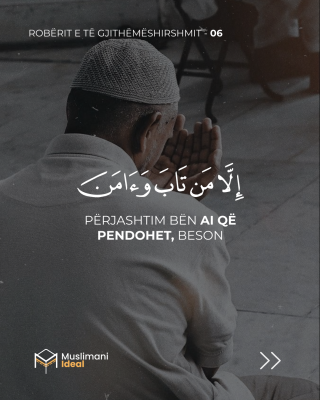 ROBËRIT E TË GJITHËMËSHIRSHMIT - 06
إِلَّا مَن تَابَ وَءَامَنَ
PËRJASHTIM BËN AI QË
PENDOHET, BESON
Muslimani
Ideal